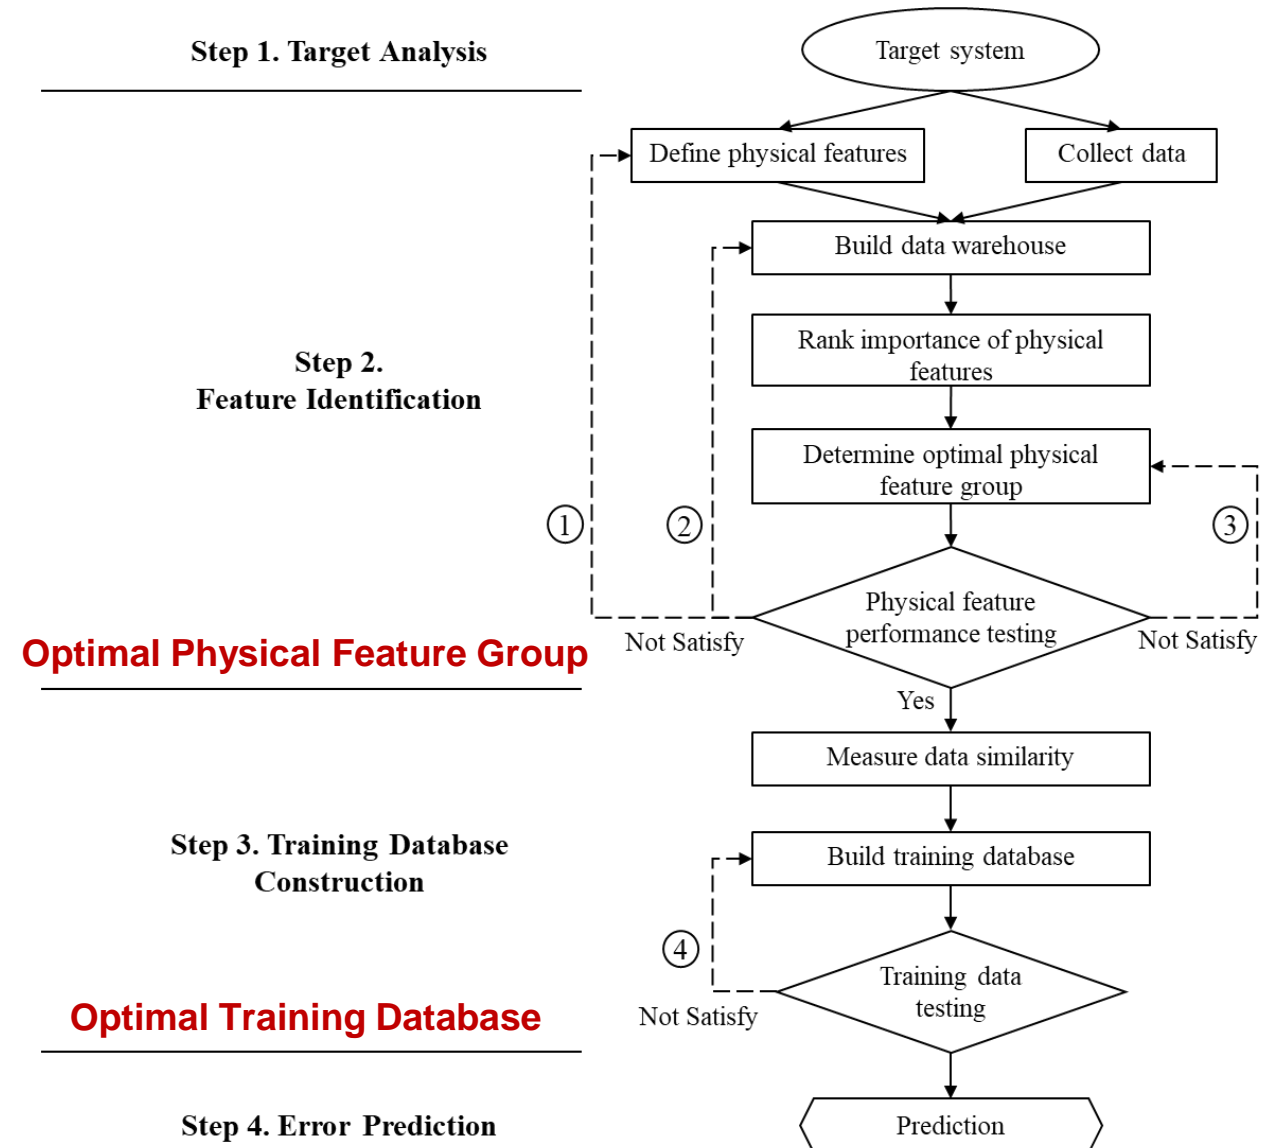 Step 1. Target Analysis
Target system
Define physical features
Collect data
Build data warehouse
Rank importance of physical
features
Step 2.
Feature Identification
Determine optimal physical
feature group
1
2
3
Physical feature
performance testing
Not Satisfy
Not Satisfy
Optimal Physical Feature Group
Yes
Measure data similarity
Step 3. Training Database
Construction
Build training database
4
Training data
testing
Not Satisfy
Optimal Training Database
Step 4. Error Prediction
Prediction